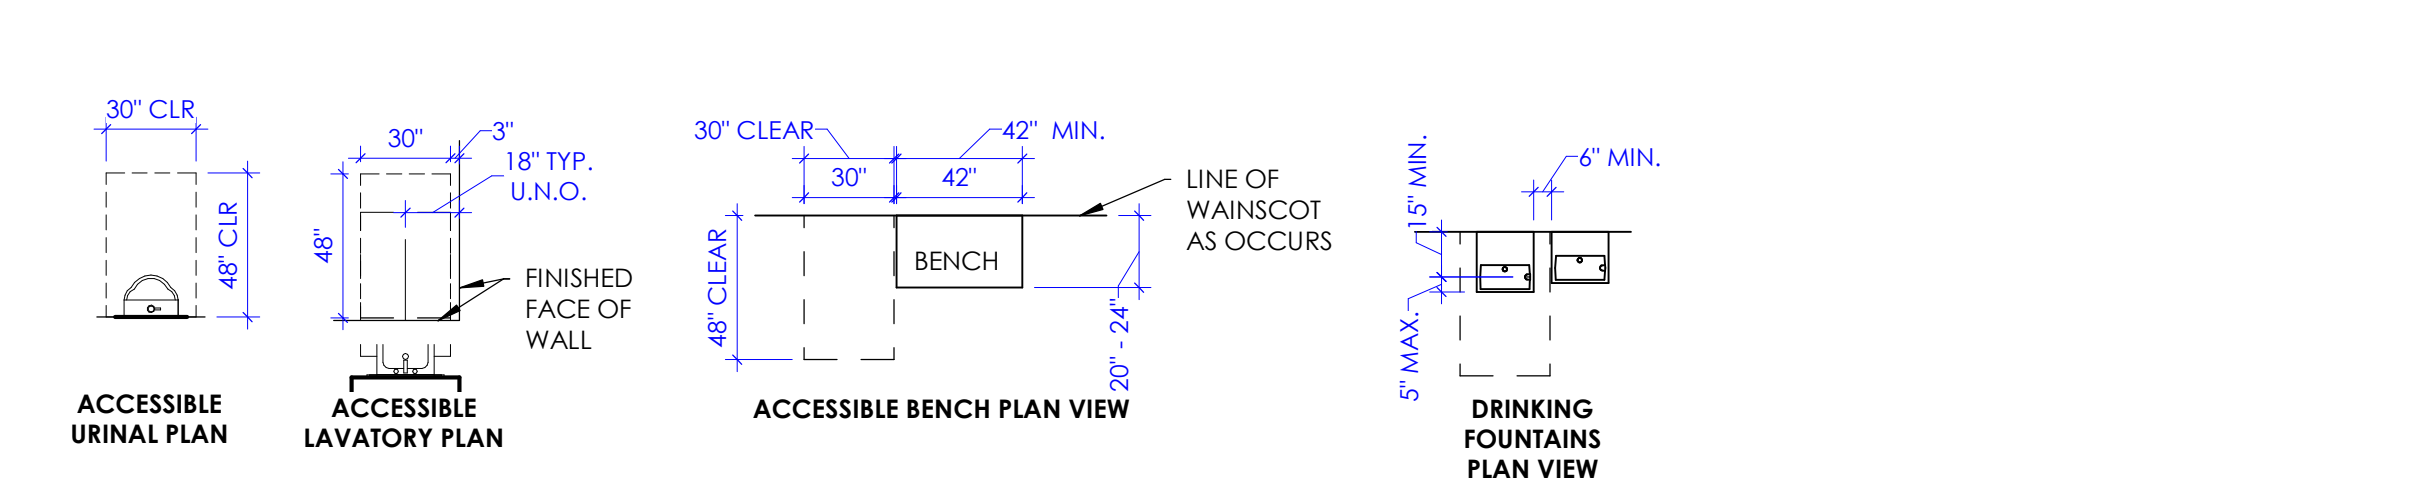 30" CLR
48" CLR
ACCESSIBLE
URINAL PLAN
30"
3"
18" TYP.
U.N.O.
48"
FINISHED
FACE OF
WALL
ACCESSIBLE
LAVATORY PLAN
30" CLEAR
42" MIN.
30"
42"
LINE OF
WAINSCOT
AS OCCURS
48" CLEAR
BENCH
20" - 24"
ACCESSIBLE BENCH PLAN VIEW
15" MIN.
6" MIN.
5" MAX.
DRINKING
FOUNTAINS
PLAN VIEW